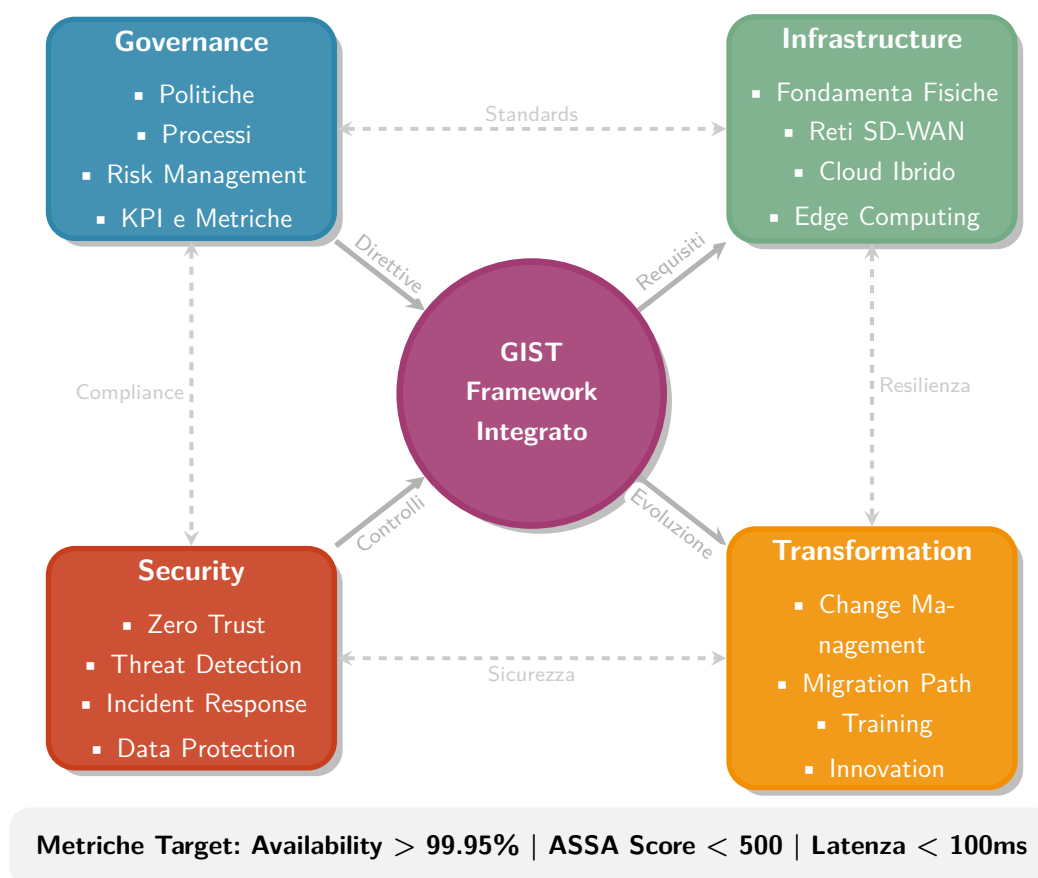 Governance
▪ Politiche
▪ Processi
▪ Risk Management
▪ KPI e Metriche
Standards
Infrastructure
▪ Fondamenta Fisiche
▪ Reti SD-WAN
▪ Cloud Ibrido
▪ Edge Computing
Direttive
Requisiti
Compliance
GIST
Framework
Integrato
Resilienza
Controlli
Evoluzione
Security
▪ Zero Trust
▪ Threat Detection
▪ Incident Response
▪ Data Protection
Sicurezza
Transformation
▪ Change Ma-
nagement
▪ Migration Path
▪ Training
▪ Innovation
Metriche Target: Availability > 99.95% | ASSA Score < 500 | Latenza < 100ms